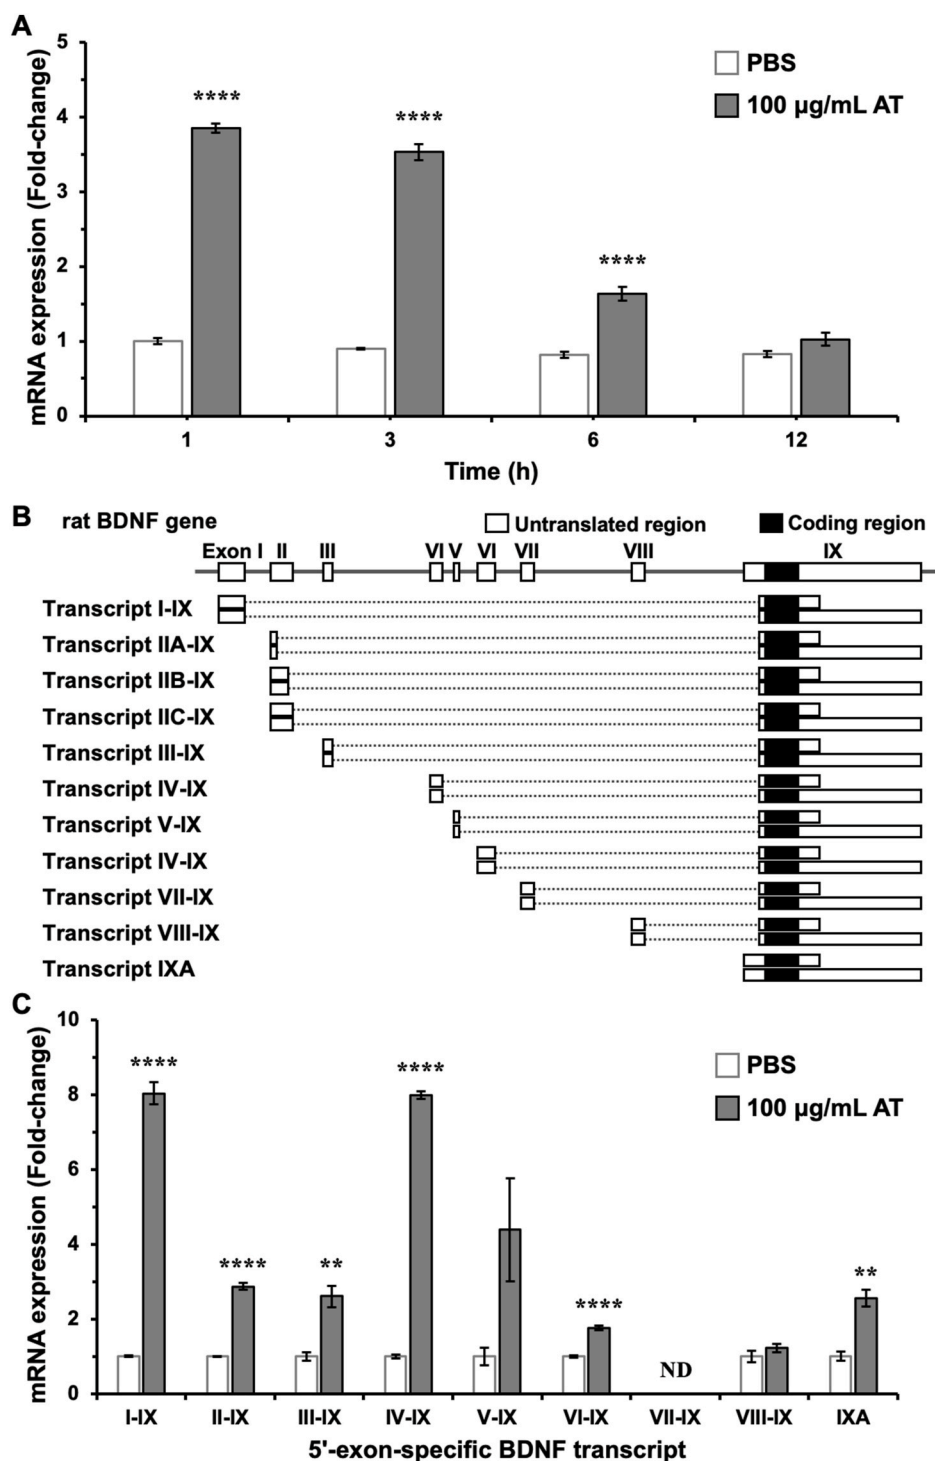 A
mRNA expression (Fold-change)
5
4
3
2
1
0
PBS
100 µg/mL AT
****
****
****
1 3 6 12
Time (h)
B rat BDNF gene
Untranslated region
Coding region
Exon I II III VI V VI VII VIII IX
Transcript I-IX
Transcript IIA-IX
Transcript IIB-IX
Transcript IIC-IX
Transcript III-IX
Transcript IV-IX
Transcript V-IX
Transcript IV-IX
Transcript VII-IX
Transcript VIII-IX
Transcript IXA
C
mRNA expression (Fold-change)
10
8
6
4
2
0
PBS
100 µg/mL AT
****
****
**
****
****
ND
**
I-IX II-IX III-IX IV-IX V-IX VI-IX VII-IX VIII-IX IXA
5'-exon-specific BDNF transcript